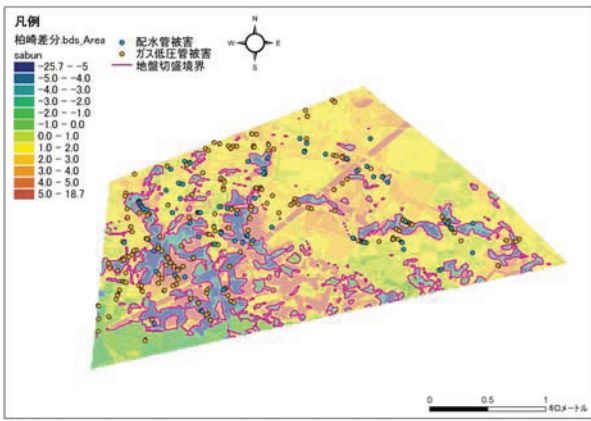 凡例
柏崎差分.bds_Area
sabun
-25.7 - -5
-5.0 - -4.0
-4.0 - -3.0
-3.0 - -2.0
-2.0 - -1.0
-1.0 - 0.0
0.0 - 1.0
1.0 - 2.0
2.0 - 3.0
3.0 - 4.0
4.0 - 5.0
5.0 - 18.7
配水管被害
ガス低圧管被害
地盤切盛境界
N
W E
S
0 0.5 1
キロメートル